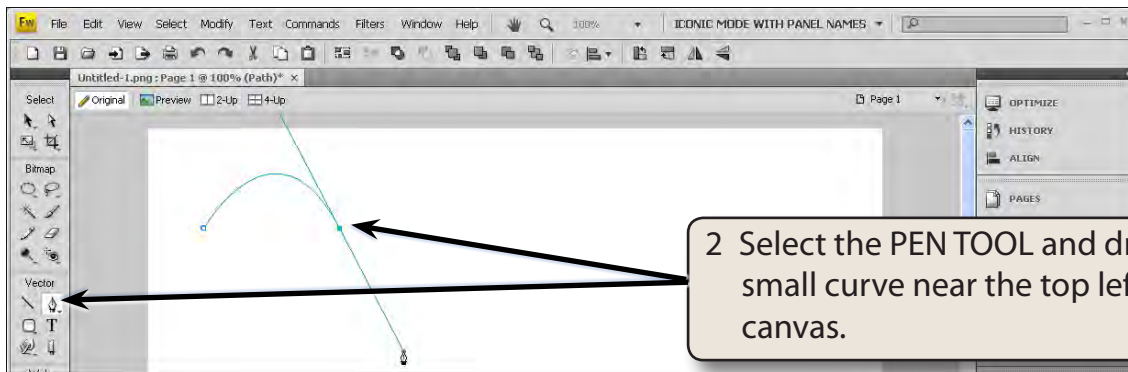 Fw File Edit View Select Modify Text Commands Filters Window Help 100% ICONIC MODE WITH PANEL NAMES
Untitled-1.png : Page 1 @ 100% (Path)* ×
Select Original Preview 2-Up 4-Up Page 1
OPTIMIZE
HISTORY
ALIGN
Bitmap
PAGES
2 Select the PEN TOOL and
small curve near the top
canvas.
Vector
T